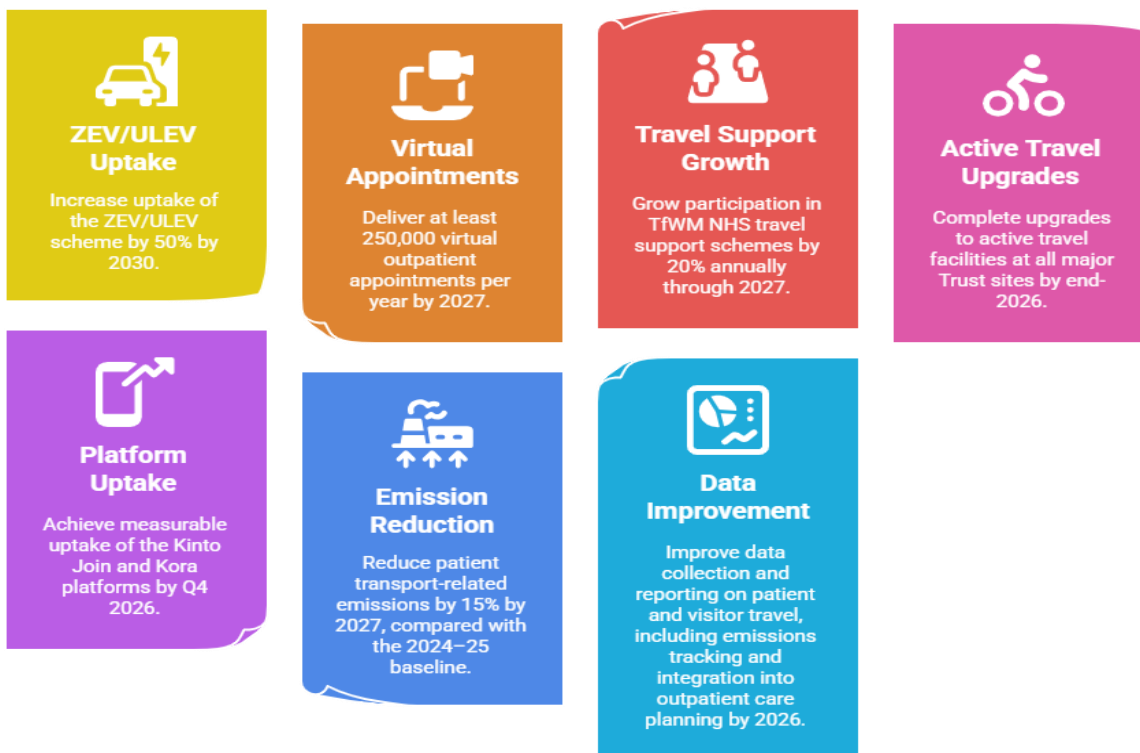 ZEV/ULEV
Uptake
Increase uptake of
the ZEV/ULEV
scheme by 50% by
2030.
Virtual
Appointments
Deliver at least
250,000 virtual
outpatient
appointments per
year by 2027.
Travel Support
Growth
Grow participation in
TfWM NHS travel
support schemes by
20% annually
through 2027.
Active Travel
Upgrades
Complete upgrades
to active travel
facilities at all major
Trust sites by end-
2026.
Platform
Uptake
Achieve measurable
uptake of the Kinto
Join and Kora
platforms by Q4
2026.
Emission
Reduction
Reduce patient
transport-related
emissions by 15% by
2027, compared with
the 2024–25
baseline.
Data
Improvement
Improve data
collection and
reporting on patient
and visitor travel,
including emissions
tracking and
integration into
outpatient care
planning by 2026.